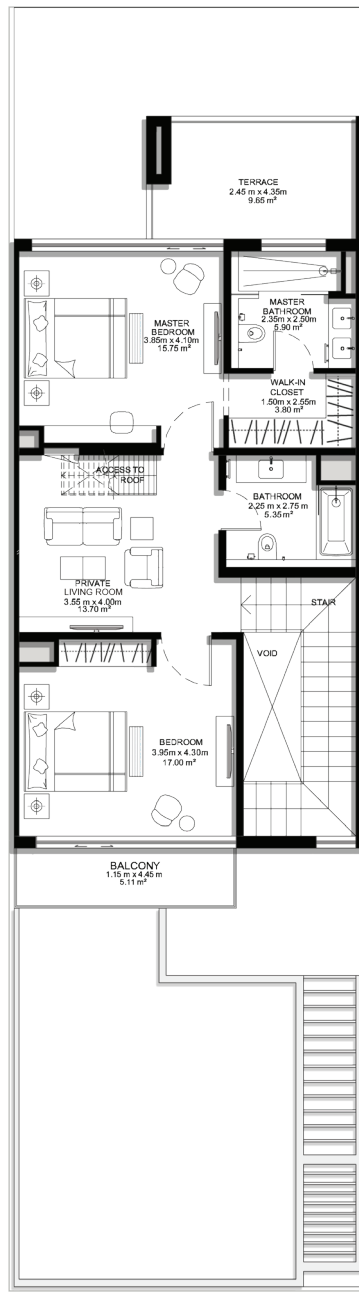 TERRACE
2.45 m x 4.35m
9.65 m²
MASTER
BEDROOM
3.85m x 4.10m
15.75 m²
MASTER
BATHROOM
2.35m x 2.50m
5.90 m²
WALK-IN
CLOSET
1.50m x 2.55m
3.80 m²
ACCESS TO
ROOF
BATHROOM
2.25 m x 2.75 m
5.35 m²
PRIVATE
LIVING ROOM
3.55 m x 4.00m
13.70 m²
STAIR
VOID
BEDROOM
3.95m x 4.30m
17.00 m²
BALCONY
1.15 m x 4.45 m
5.11 m²